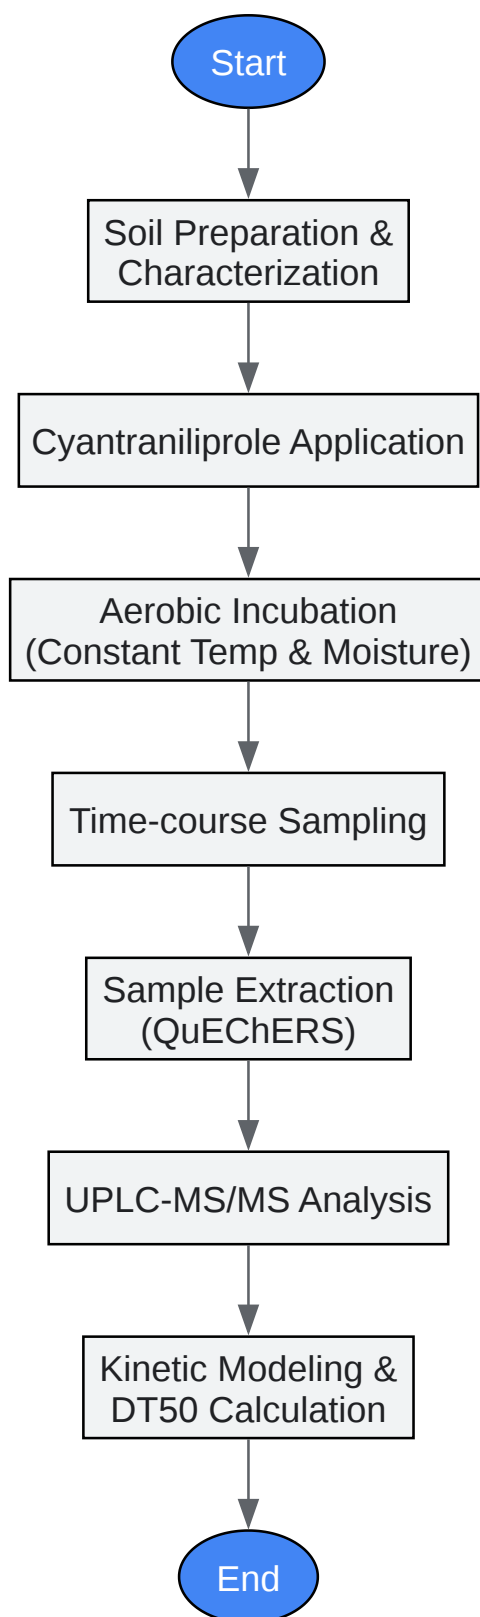 Start
Soil Preparation &
Characterization
Cyantraniliprole Application
Aerobic Incubation
(Constant Temp & Moisture)
Time-course Sampling
Sample Extraction
(QuEChERS)
UPLC-MS/MS Analysis
Kinetic Modeling &
DT50 Calculation
End